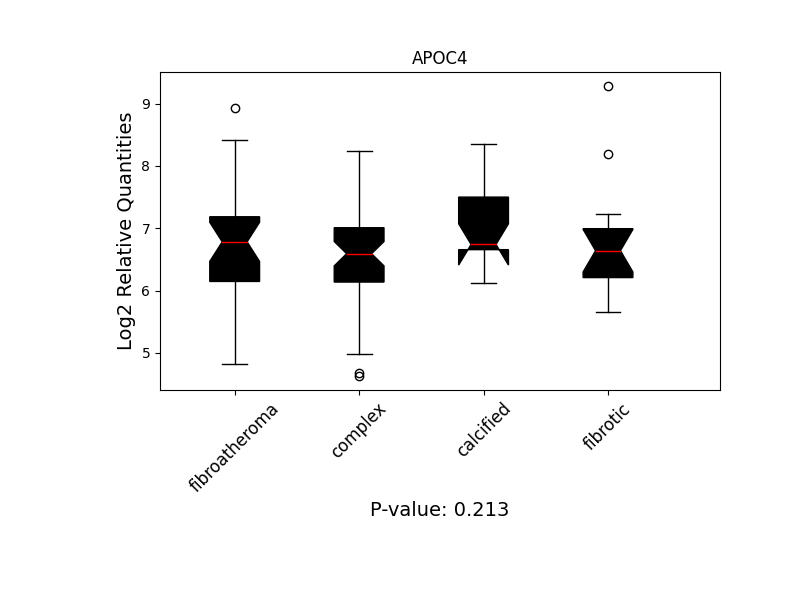 APOC4
Log2 Relative Quantities
9
8
7
6
5
fibroatheroma
complex
calcified
fibrotic
P-value: 0.213